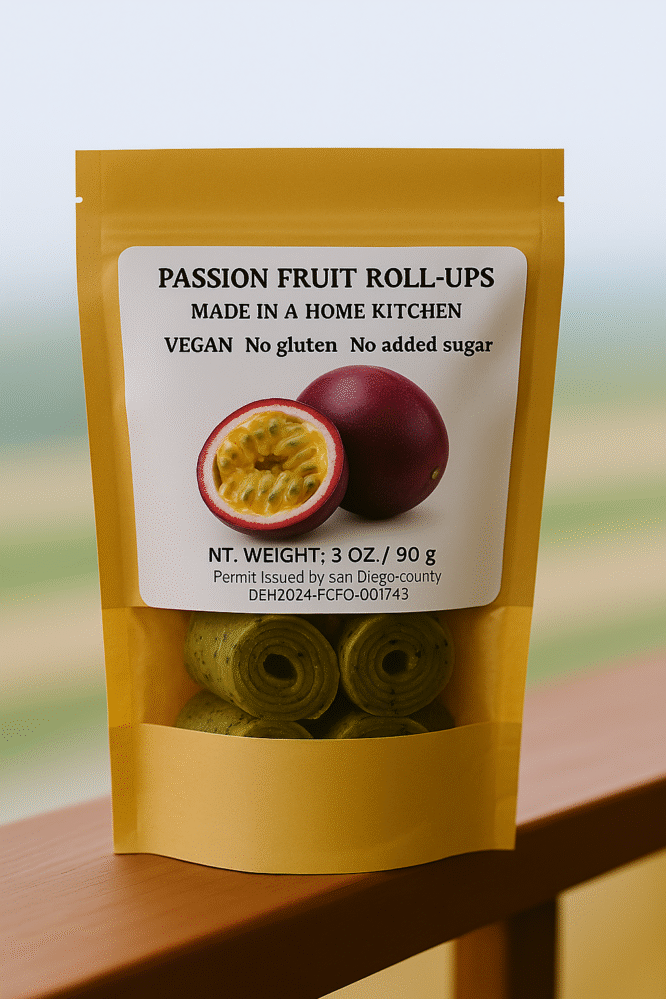 PASSION FRUIT ROLL-UPS
MADE IN A HOME KITCHEN
VEGAN No gluten No added sugar
NT. WEIGHT; 3 OZ./ 90 g
Permit Issued by san Diego-county
DEH2024-FCFO-001743